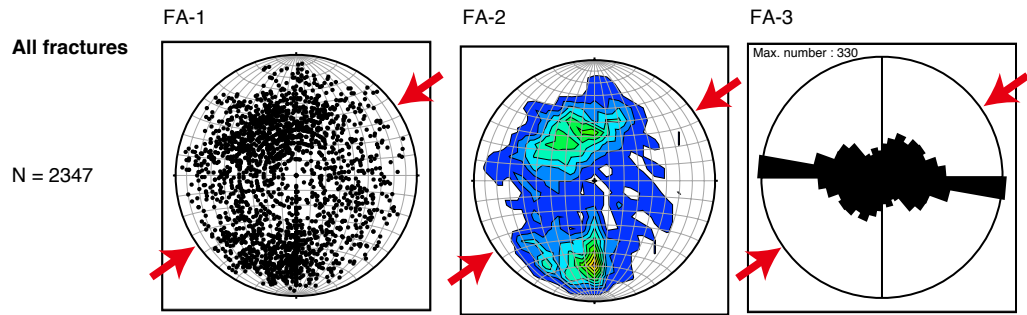 FA-1
FA-2
FA-3
All fractures
Max. number : 330
N = 2347